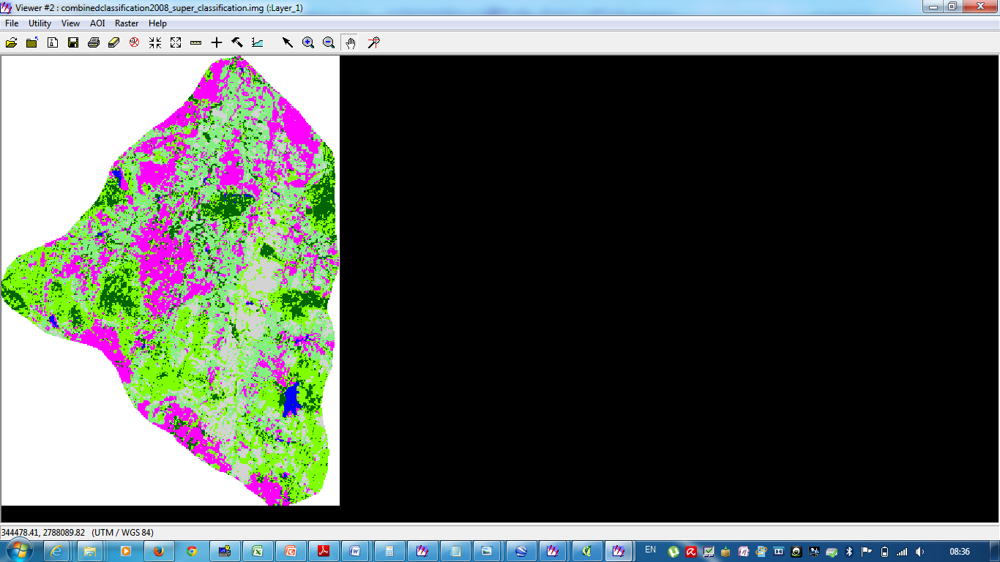 Viewer #2 : combinedclassification2008_super_classification.img (:Layer_1)
File Utility View AOI Raster Help
344478.41, 2788089.82 (UTM / WGS 84)
EN 08:36